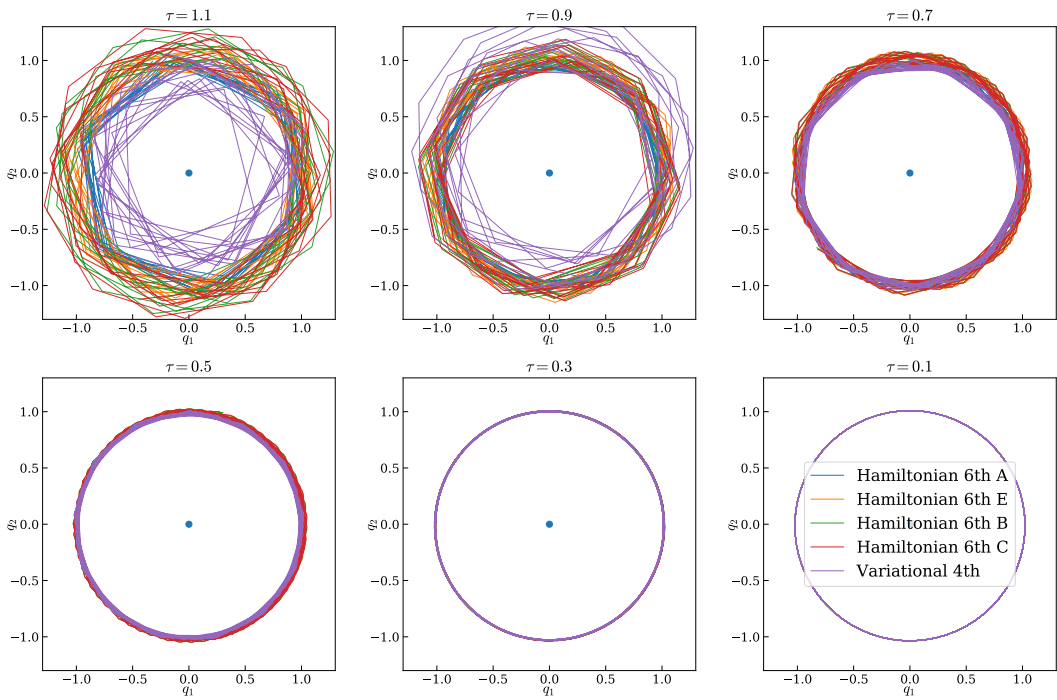 τ = 1.1
τ = 0.9
τ = 0.7
q₂
1.0
0.5
0.0
−0.5
−1.0
−1.0 −0.5 0.0 0.5 1.0
q₁
q₂
1.0
0.5
0.0
−0.5
−1.0
−1.0 −0.5 0.0 0.5 1.0
q₁
q₂
1.0
0.5
0.0
−0.5
−1.0
−1.0 −0.5 0.0 0.5 1.0
q₁
τ = 0.5
τ = 0.3
τ = 0.1
q₂
1.0
0.5
0.0
−0.5
−1.0
−1.0 −0.5 0.0 0.5 1.0
q₁
q₂
1.0
0.5
0.0
−0.5
−1.0
−1.0 −0.5 0.0 0.5 1.0
q₁
q₂
1.0
0.5
0.0
−0.5
−1.0
Hamiltonian 6th A
Hamiltonian 6th E
Hamiltonian 6th B
Hamiltonian 6th C
Variational 4th
−1.0 −0.5 0.0 0.5 1.0
q₁